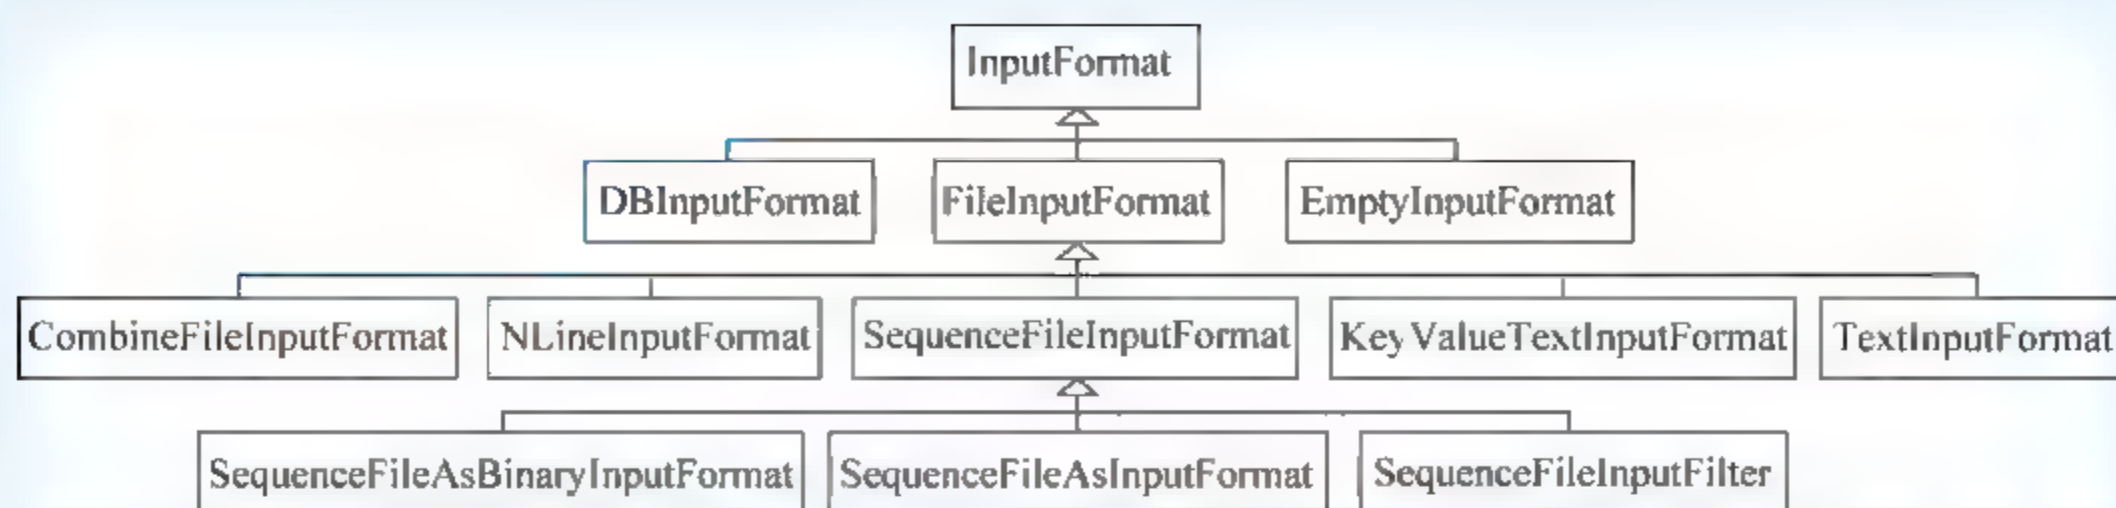 InputFormat
DBInputFormat FileInputFormat EmptyInputFormat
CombineFileInputFormat NLineInputFormat SequenceFileInputFormat KeyValueTextInputFormat TextInputFormat
SequenceFileAsBinaryInputFormat SequenceFileAsInputFormat SequenceFileInputFilter